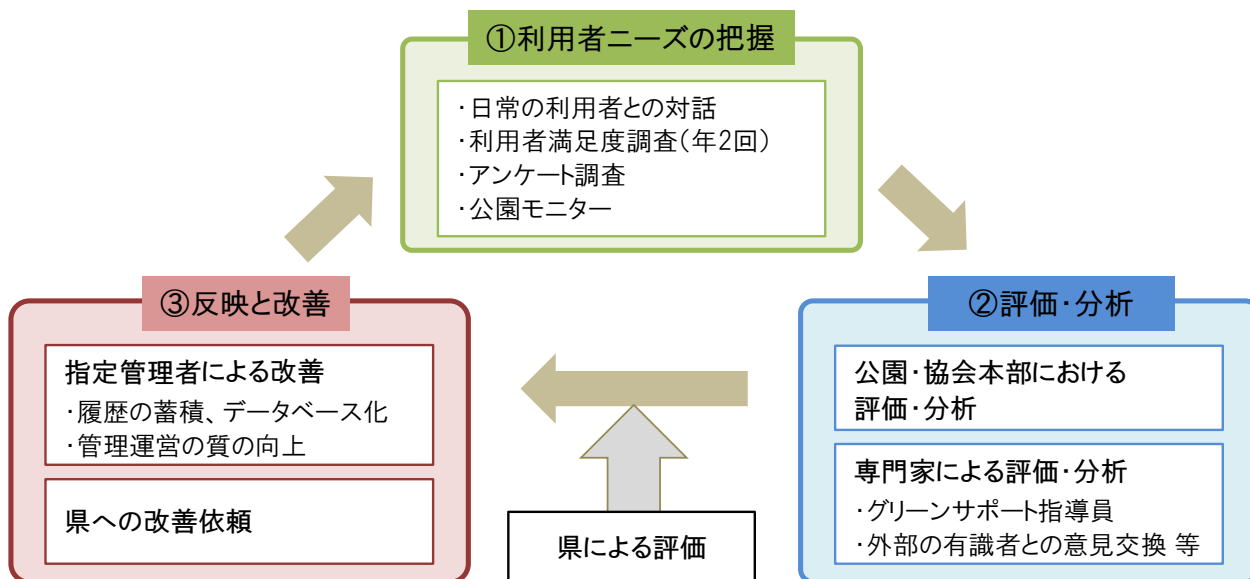 ①利用者ニーズの把握
・日常の利用者との対話
・利用者満足度調査(年2回)
・アンケート調査
・公園モニター
②評価・分析
公園・協会本部における
評価・分析
専門家による評価・分析
・グリーンサポート指導員
・外部の有識者との意見交換 等
③反映と改善
指定管理者による改善
・履歴の蓄積、データベース化
・管理運営の質の向上
県への改善依頼
県による評価